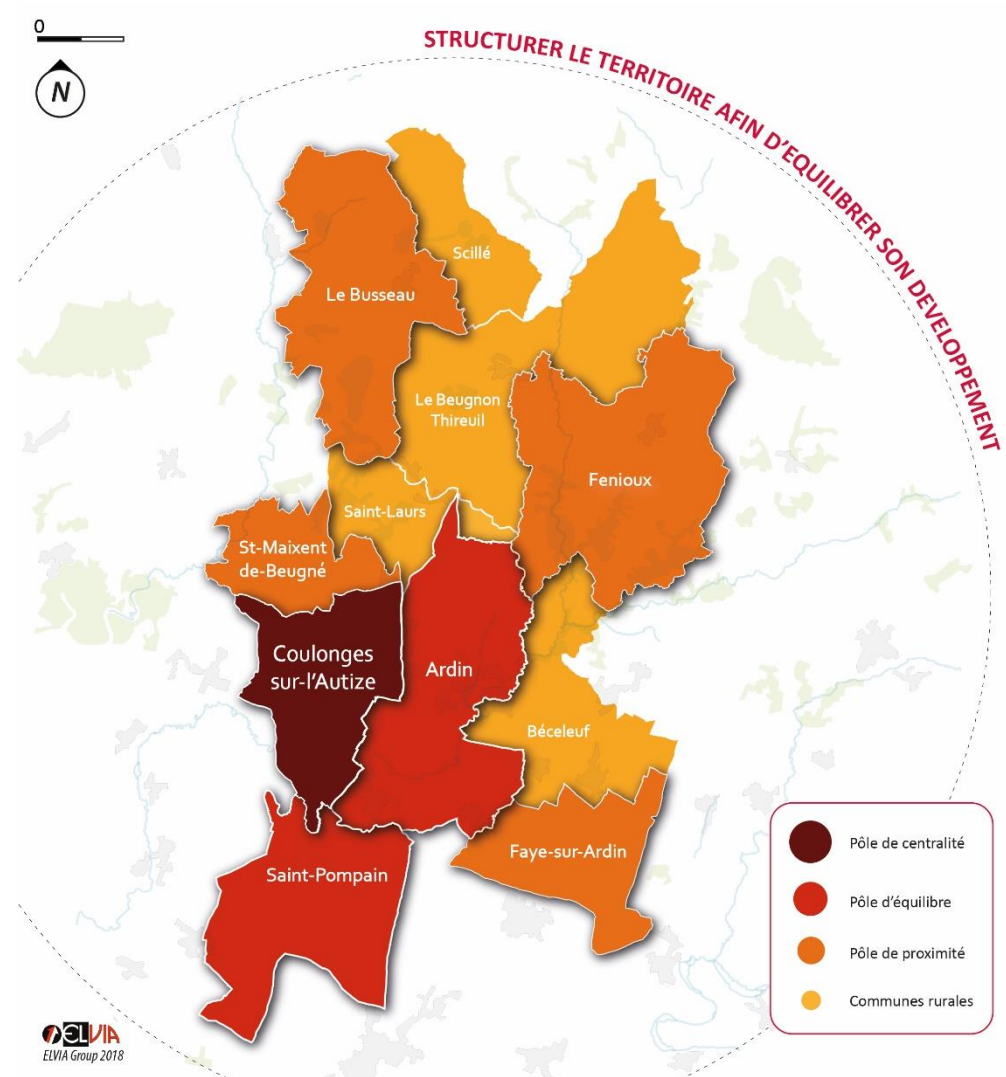 0
N
STRUCTURER LE TERRITOIRE AFIN D'EQUILIBRER SON DEVELOPPEMENT
Scillé
Le Busseau
Le Beugnon
Thireuil
Fenioux
Saint-Laurs
St-Maixent
de-Beugné
Coulonges
sur-l'Autize
Ardin
Béceleuf
Faye-sur-Ardin
Saint-Pompain
Pôle de centralité
Pôle d'équilibre
Pôle de proximité
Communes rurales
ELVIA
ELVIA Group 2018